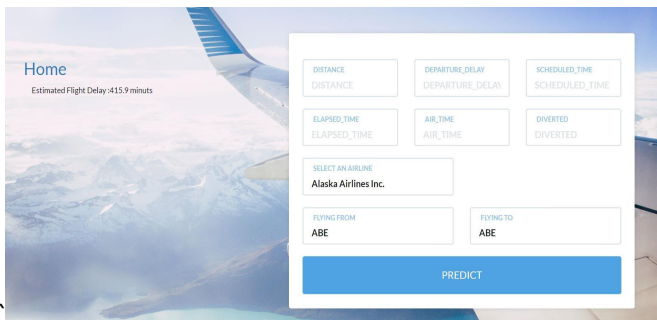 Home
Estimated Flight Delay :415.9 minuts
DISTANCE DEPARTURE_DELAY SCHEDULED_TIME
DISTANCE DEPARTURE_DELAY SCHEDULED_TIME
ELAPSED_TIME AIR_TIME DIVERTED
ELAPSED_TIME AIR_TIME DIVERTED
SELECT AN AIRLINE
Alaska Airlines Inc.
FLYING FROM FLYING TO
ABE ABE
PREDICT